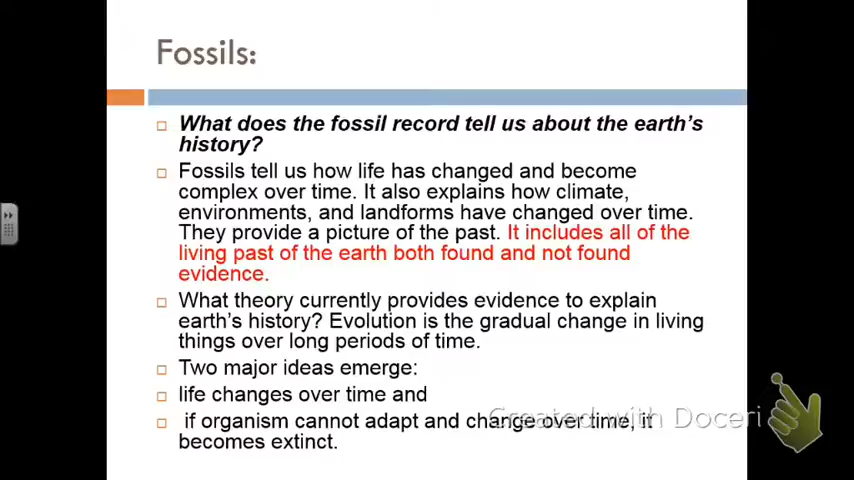 Fossils:
What does the fossil record tell us about the earth's
history?
Fossils tell us how life has changed and become
complex over time. It also explains how climate,
environments, and landforms have changed over time.
They provide a picture of the past. It includes all of the
living past of the earth both found and not found
evidence.
What theory currently provides evidence to explain
earth's history? Evolution is the gradual change in living
things over long periods of time.
Two major ideas emerge:
life changes over time and
if organism cannot adapt and change over time, it
becomes extinct.
Created with Doceri